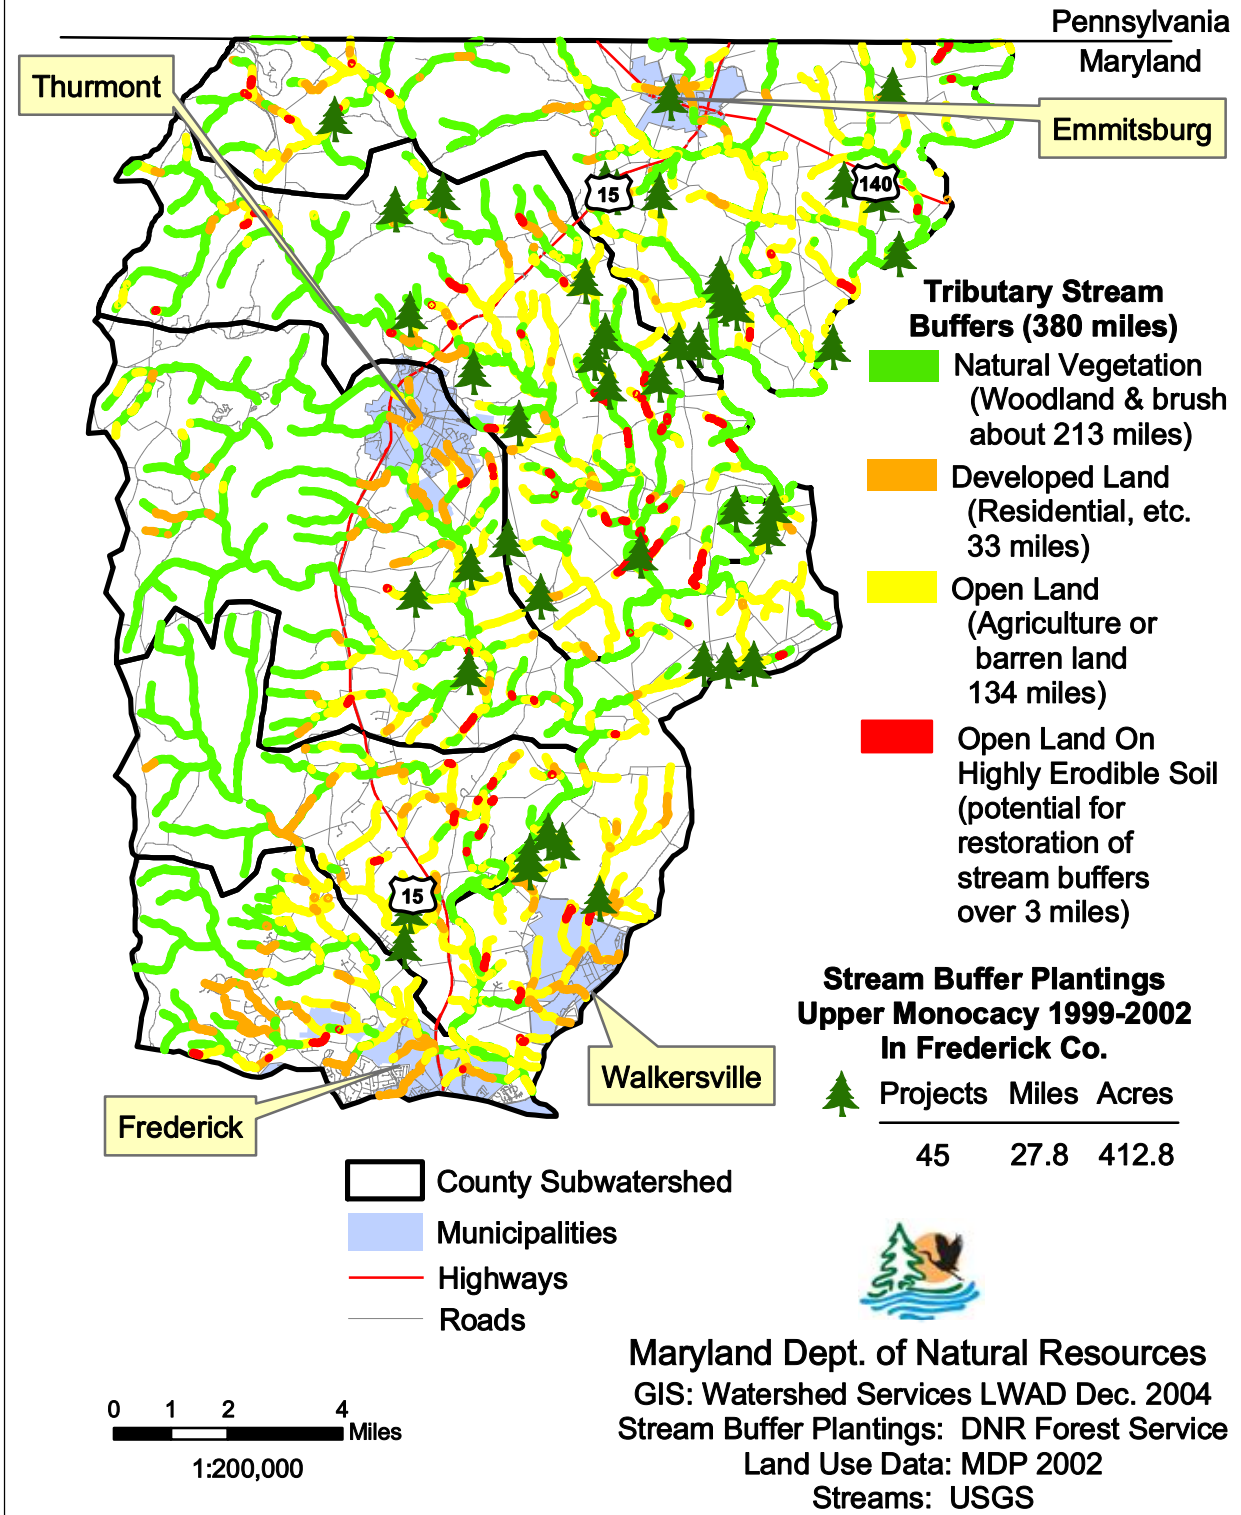 Pennsylvania
Maryland
Thurmont
Emmitsburg
15
140
Tributary Stream
Buffers (380 miles)
Natural Vegetation
(Woodland & brush
about 213 miles)
Developed Land
(Residential, etc.
33 miles)
Open Land
(Agriculture or
barren land
134 miles)
Open Land On
Highly Erodible Soil
(potential for
restoration of
stream buffers
over 3 miles)
15
Stream Buffer Plantings
Upper Monocacy 1999-2002
In Frederick Co.
Projects Miles Acres
45 27.8 412.8
Walkersville
Frederick
County Subwatershed
Municipalities
Highways
Roads
Maryland Dept. of Natural Resources
GIS: Watershed Services LWAD Dec. 2004
Stream Buffer Plantings: DNR Forest Service
Land Use Data: MDP 2002
Streams: USGS
0 1 2 4
Miles
1:200,000